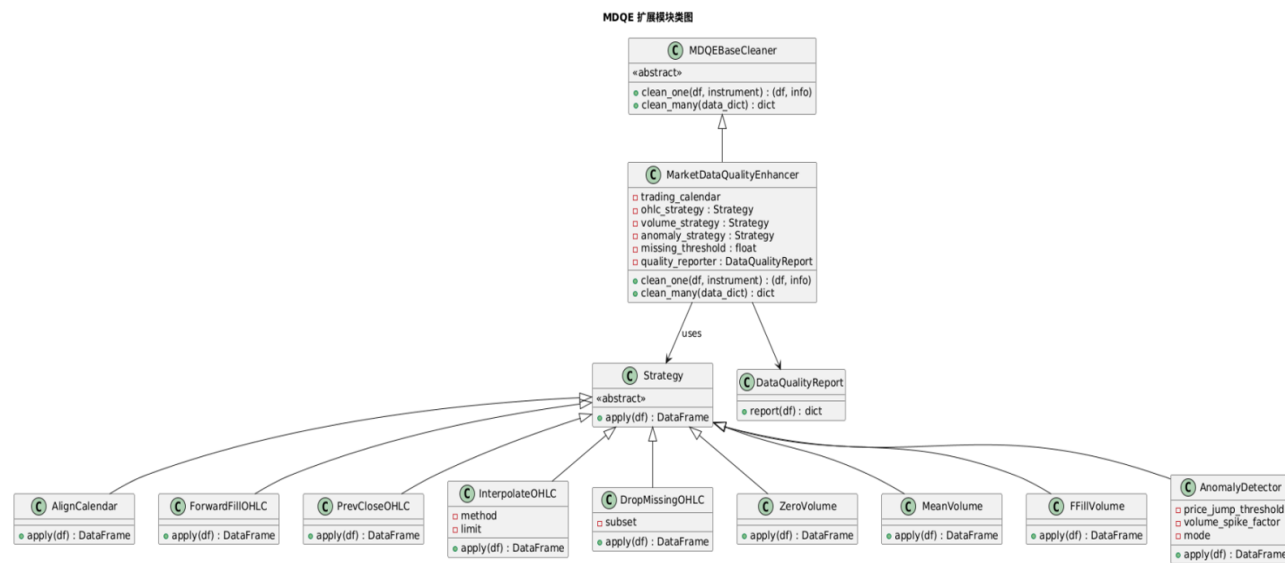 MDQE 扩展模块类图
C MDQEBaseCleaner
«abstract»
clean_one(df, instrument) : (df, info)
clean_many(data_dict) : dict
C MarketDataQualityEnhancer
trading_calendar
ohlc_strategy : Strategy
volume_strategy : Strategy
anomaly_strategy : Strategy
missing_threshold : float
quality_reporter : DataQualityReport
clean_one(df, instrument) : (df, info)
clean_many(data_dict) : dict
uses
C Strategy
«abstract»
apply(df) : DataFrame
C DataQualityReport
report(df) : dict
C AlignCalendar
apply(df) : DataFrame
C ForwardFillOHLC
apply(df) : DataFrame
C PrevCloseOHLC
apply(df) : DataFrame
C InterpolateOHLC
method
limit
apply(df) : DataFrame
C DropMissingOHLC
subset
apply(df) : DataFrame
C ZeroVolume
apply(df) : DataFrame
C MeanVolume
apply(df) : DataFrame
C FFillVolume
apply(df) : DataFrame
C AnomalyDetector
price_jump_threshold
volume_spike_factor
mode
apply(df) : DataFrame